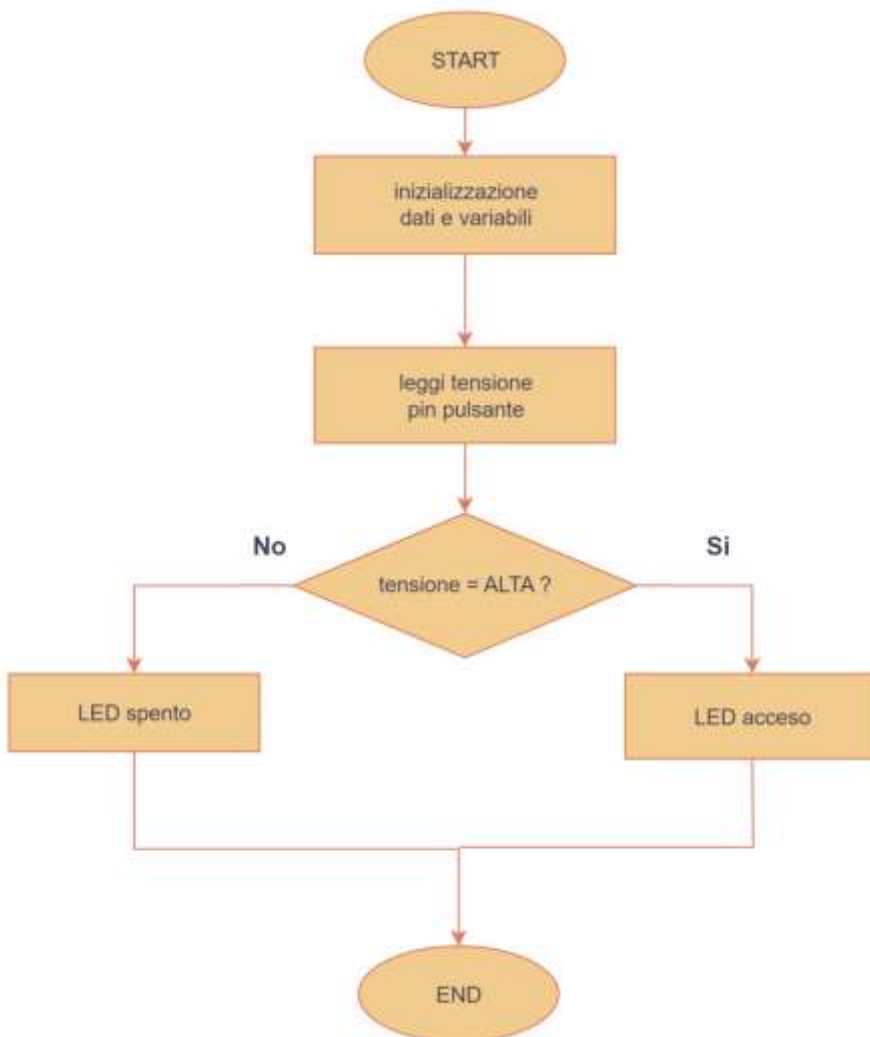 START
inizializzazione
dati e variabili
leggi tensione
pin pulsante
No
Si
tensione = ALTA ?
LED spento
LED acceso
END